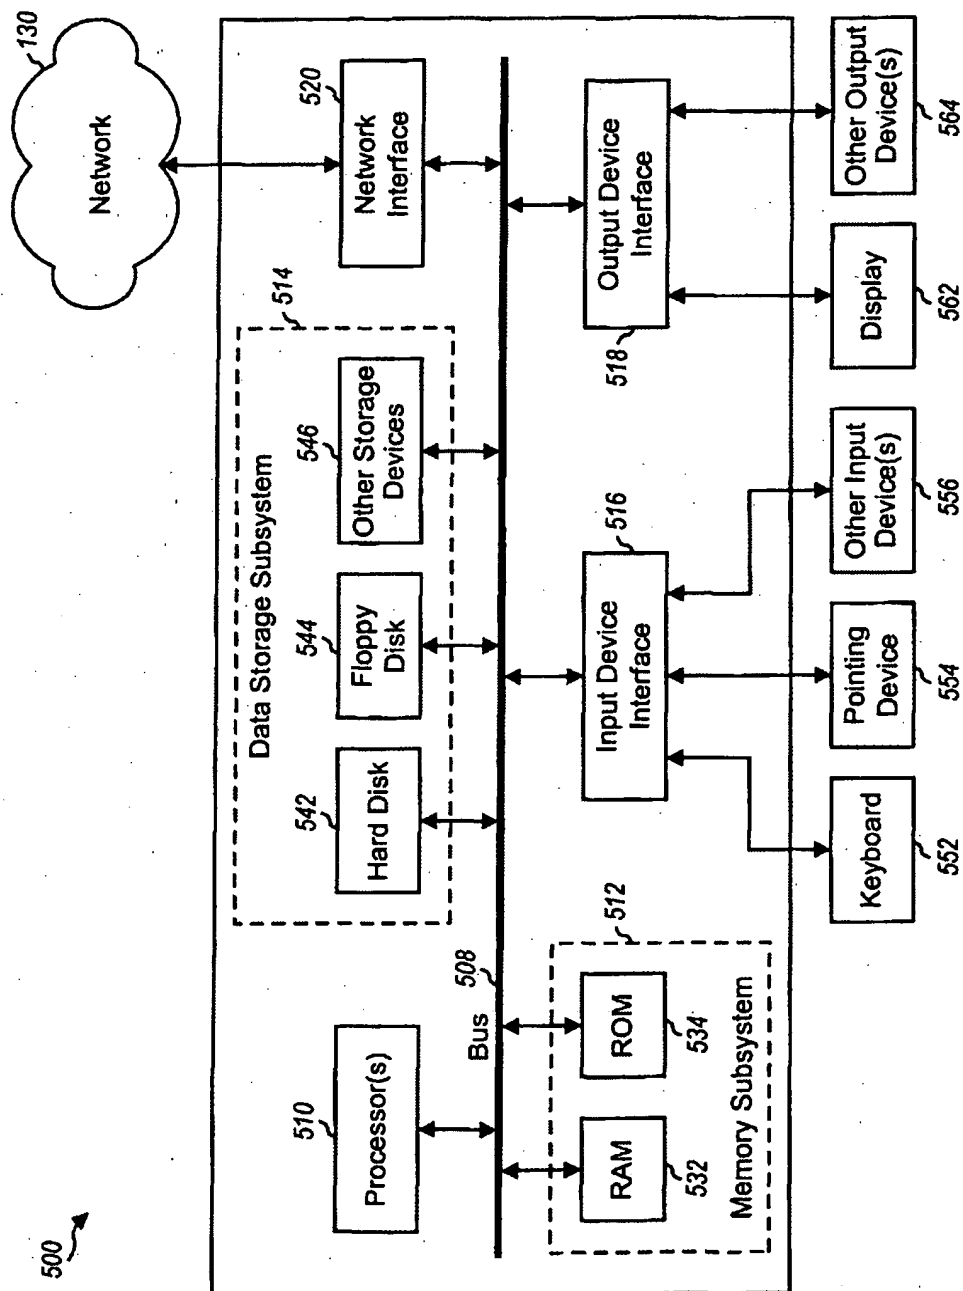 500
130
Network
514
Data Storage Subsystem
510
Processor(s)
542
Hard Disk
544
Floppy
Disk
546
Other Storage
Devices
520
Network
Interface
Bus
508
512
RAM
532
ROM
534
Memory Subsystem
516
Input Device
Interface
518
Output Device
Interface
Keyboard
552
Pointing
Device
554
Other Input
Device(s)
556
Display
562
Other Output
Device(s)
564